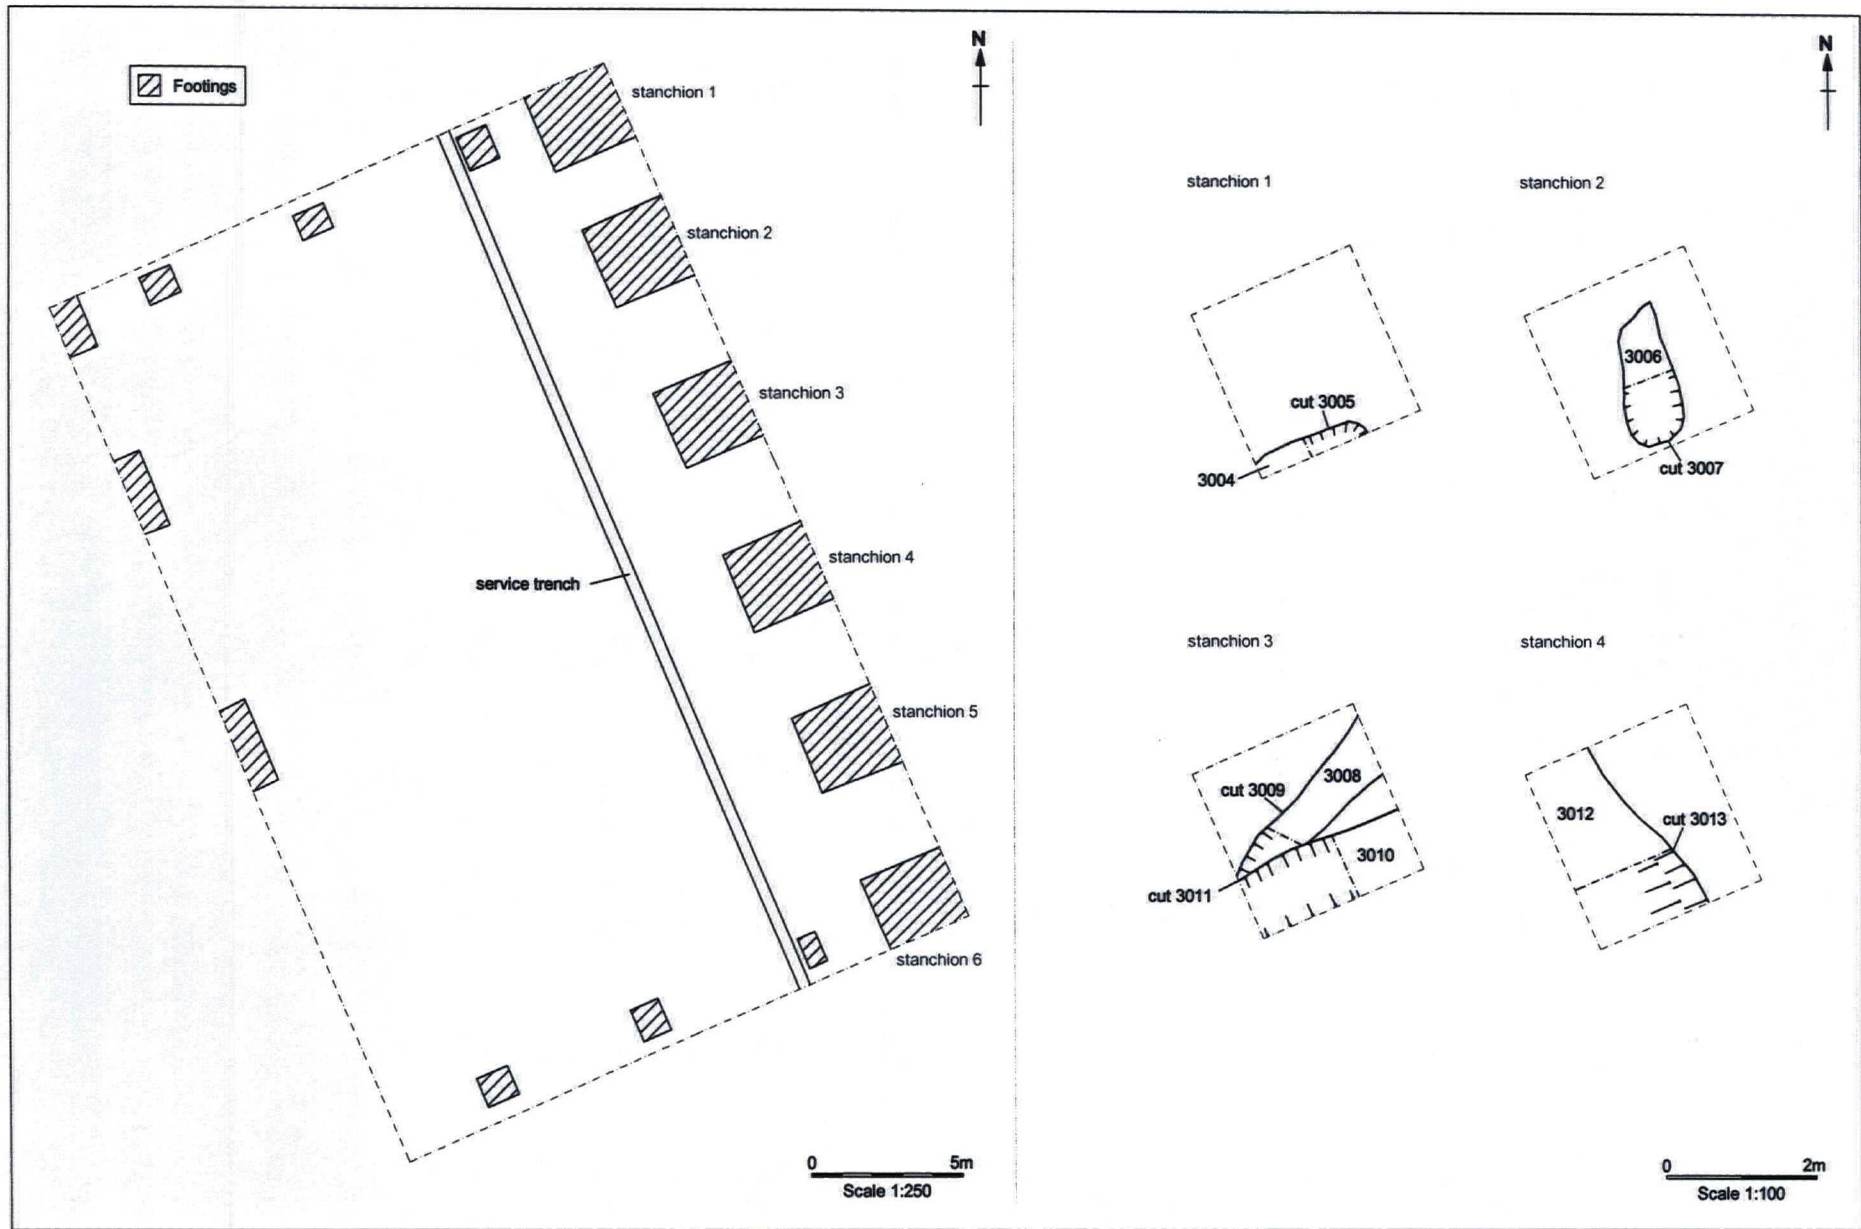 Footings
N
stanchion 1
stanchion 2
stanchion 3
stanchion 4
stanchion 5
stanchion 6
service trench
0 5m
Scale 1:250
N
stanchion 1
stanchion 2
cut 3005
3004
3006
cut 3007
stanchion 3
stanchion 4
cut 3009
3008
3010
cut 3011
3012
cut 3013
0 2m
Scale 1:100